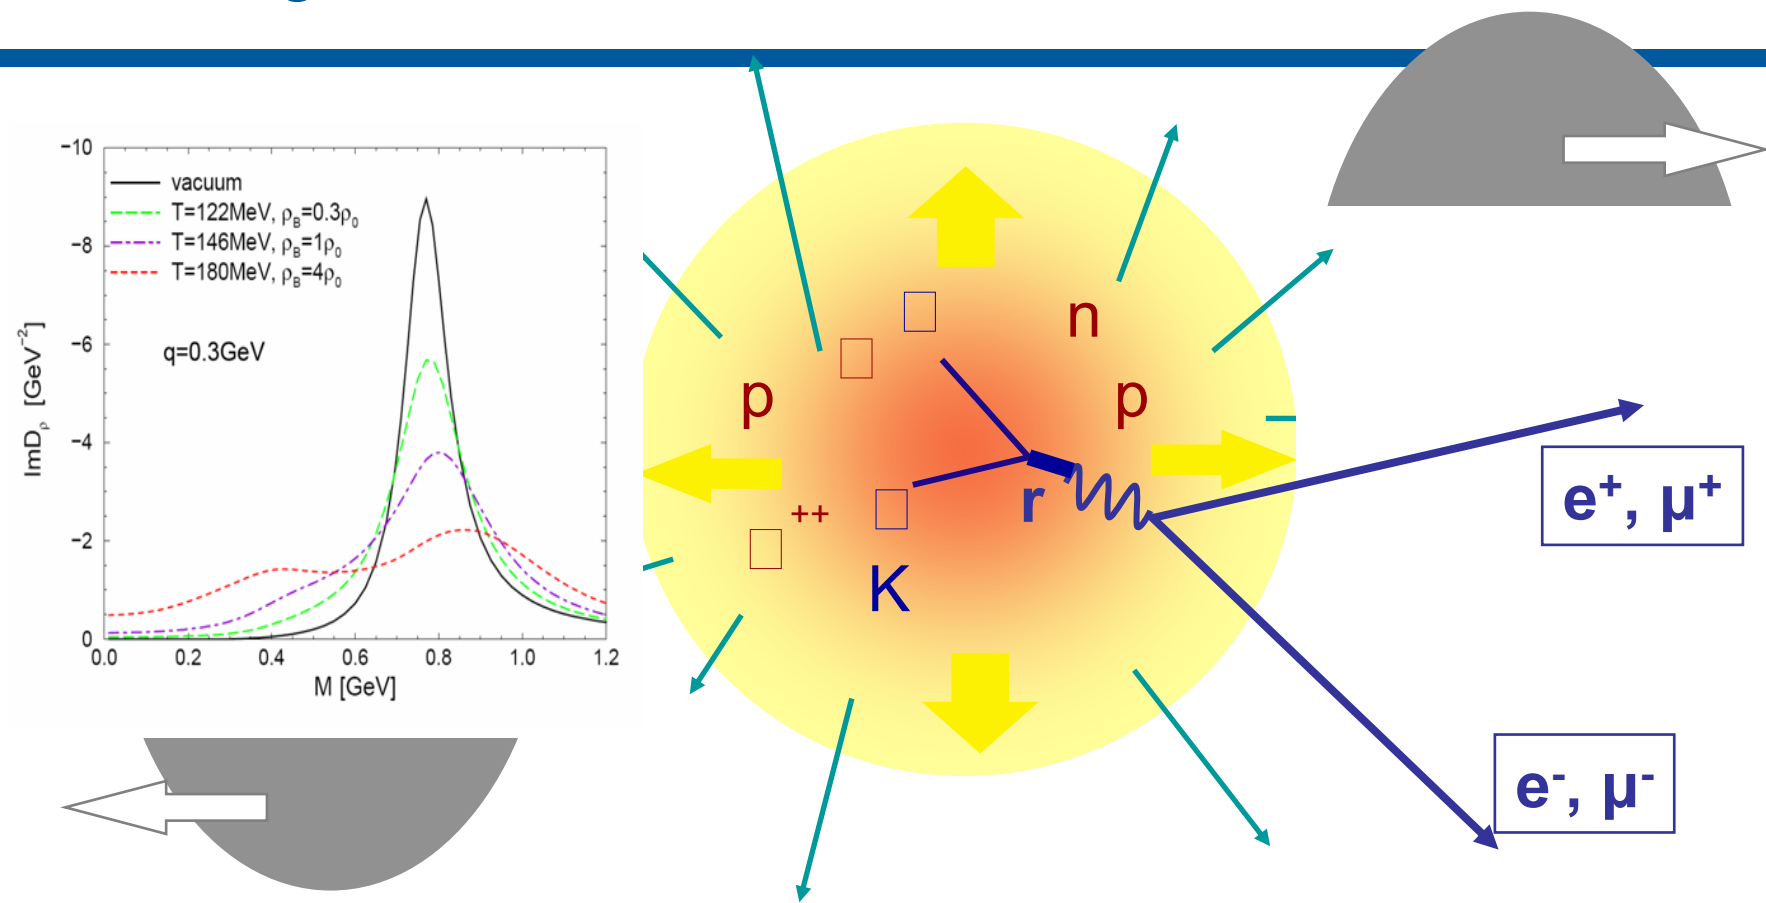 −10
−8
−6
−4
−2
0
0.0 0.2 0.4 0.6 0.8 1.0 1.2
M [GeV]
ImDρ [GeV⁻²]
vacuum
T=122MeV, ρB=0.3ρ0
T=146MeV, ρB=1ρ0
T=180MeV, ρB=4ρ0
q=0.3GeV
n
p
p
r
++
K
e⁺, μ⁺
e⁻, μ⁻